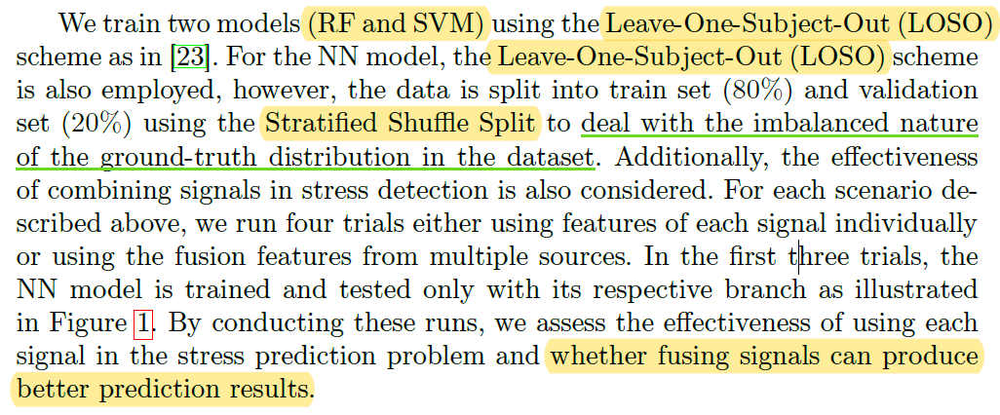 We train two models (RF and SVM) using the Leave-One-Subject-Out (LOSO)
scheme as in [23]. For the NN model, the Leave-One-Subject-Out (LOSO) scheme
is also employed, however, the data is split into train set (80%) and validation
set (20%) using the Stratified Shuffle Split to deal with the imbalanced nature
of the ground-truth distribution in the dataset. Additionally, the effectiveness
of combining signals in stress detection is also considered. For each scenario de-
scribed above, we run four trials either using features of each signal individually
or using the fusion features from multiple sources. In the first three trials, the
NN model is trained and tested only with its respective branch as illustrated
in Figure 1. By conducting these runs, we assess the effectiveness of using each
signal in the stress prediction problem and whether fusing signals can produce
better prediction results.